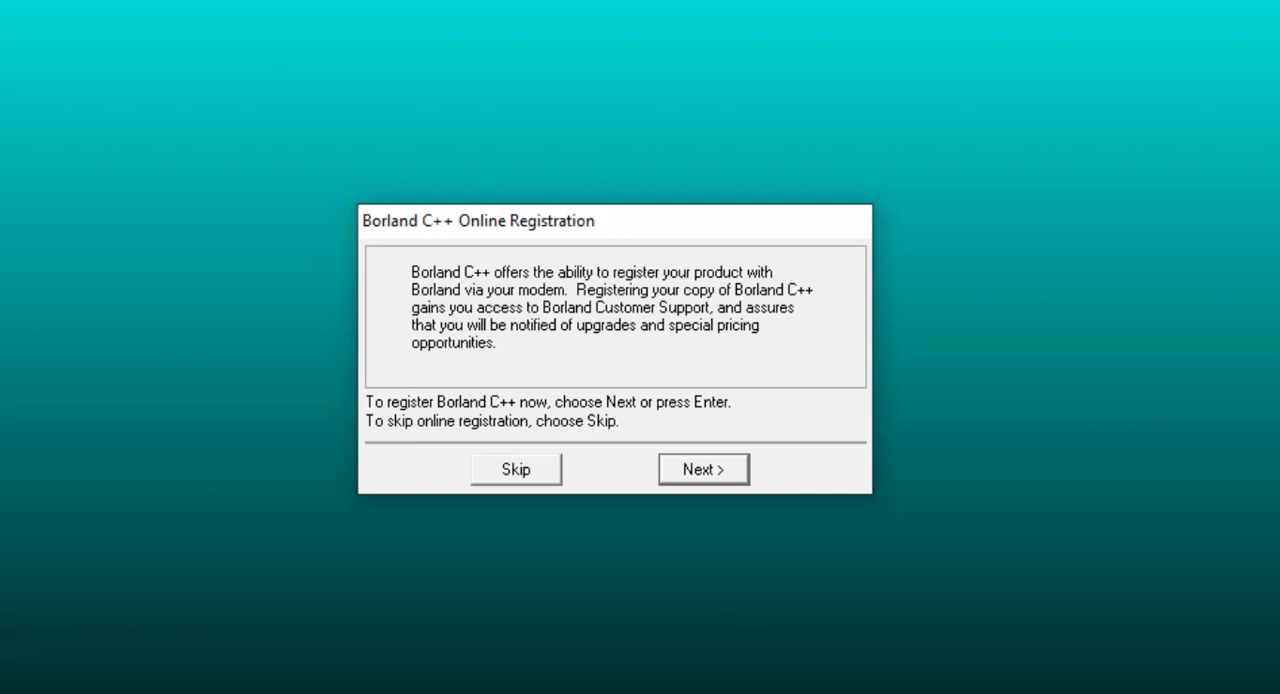 Borland C++ Online Registration
Borland C++ offers the ability to register your product with
Borland via your modem.  Registering your copy of Borland C++
gains you access to Borland Customer Support, and assures
that you will be notified of upgrades and special pricing
opportunities.
To register Borland C++ now, choose Next or press Enter.
To skip online registration, choose Skip.
Skip
Next >